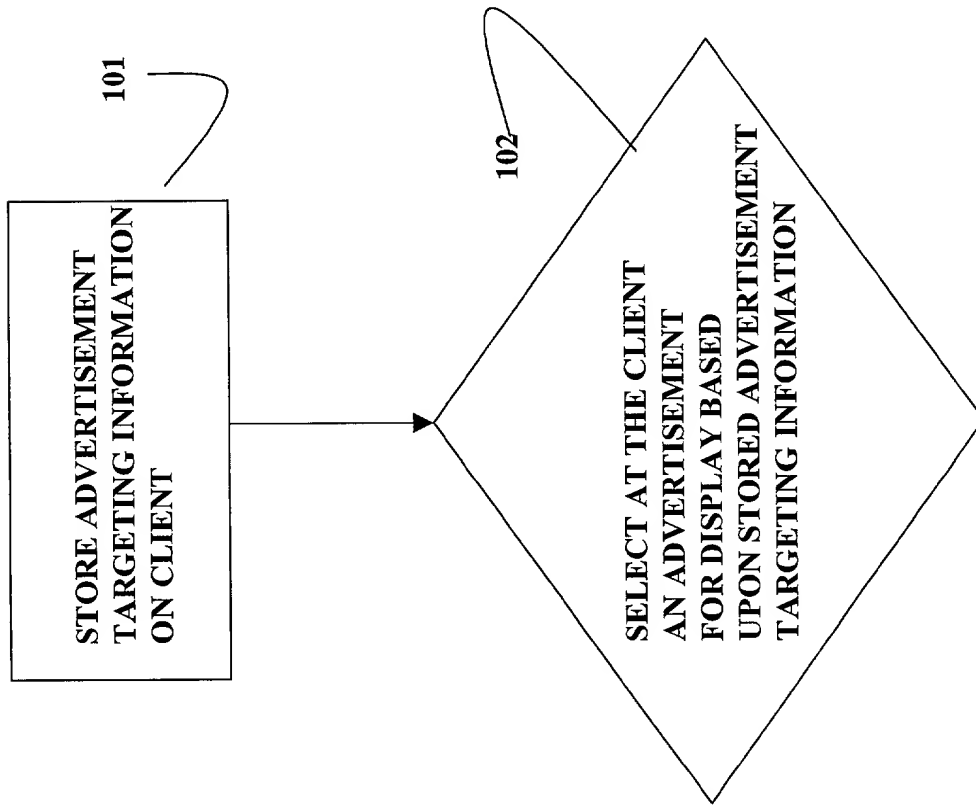 101
STORE ADVERTISEMENT
TARGETING INFORMATION
ON CLIENT
102
SELECT AT THE CLIENT
AN ADVERTISEMENT
FOR DISPLAY BASED
UPON STORED ADVERTISEMENT
TARGETING INFORMATION